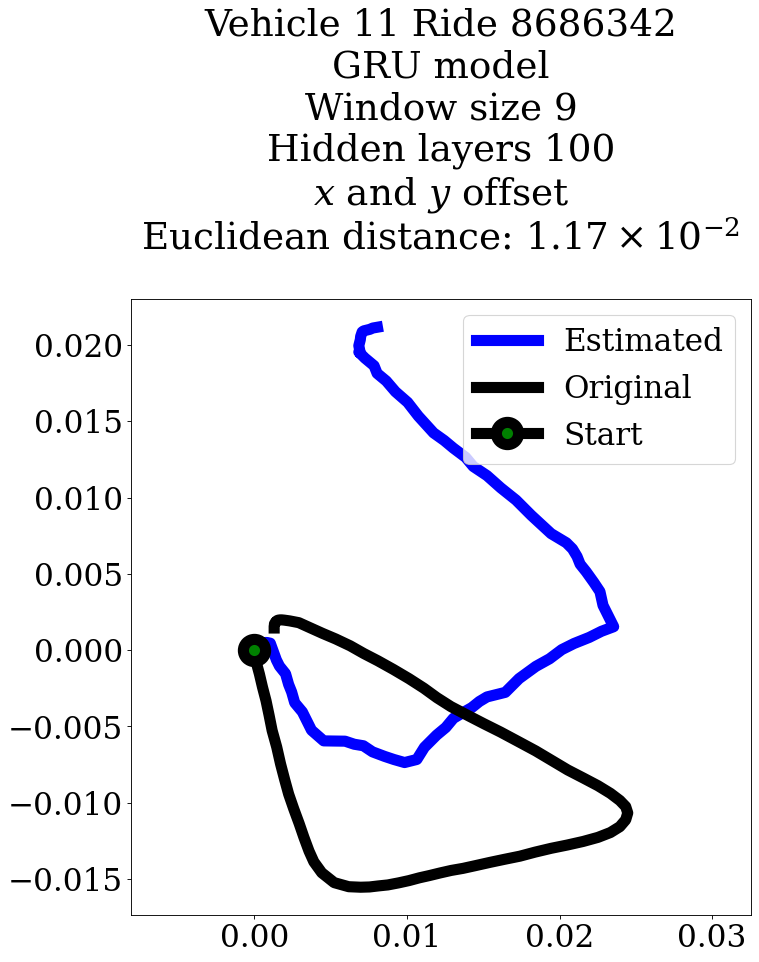 Vehicle 11 Ride 8686342
GRU model
Window size 9
Hidden layers 100
x and y offset
Euclidean distance: 1.17 × 10⁻²
Estimated
Original
Start
0.020
0.015
0.010
0.005
0.000
−0.005
−0.010
−0.015
0.00 0.01 0.02 0.03